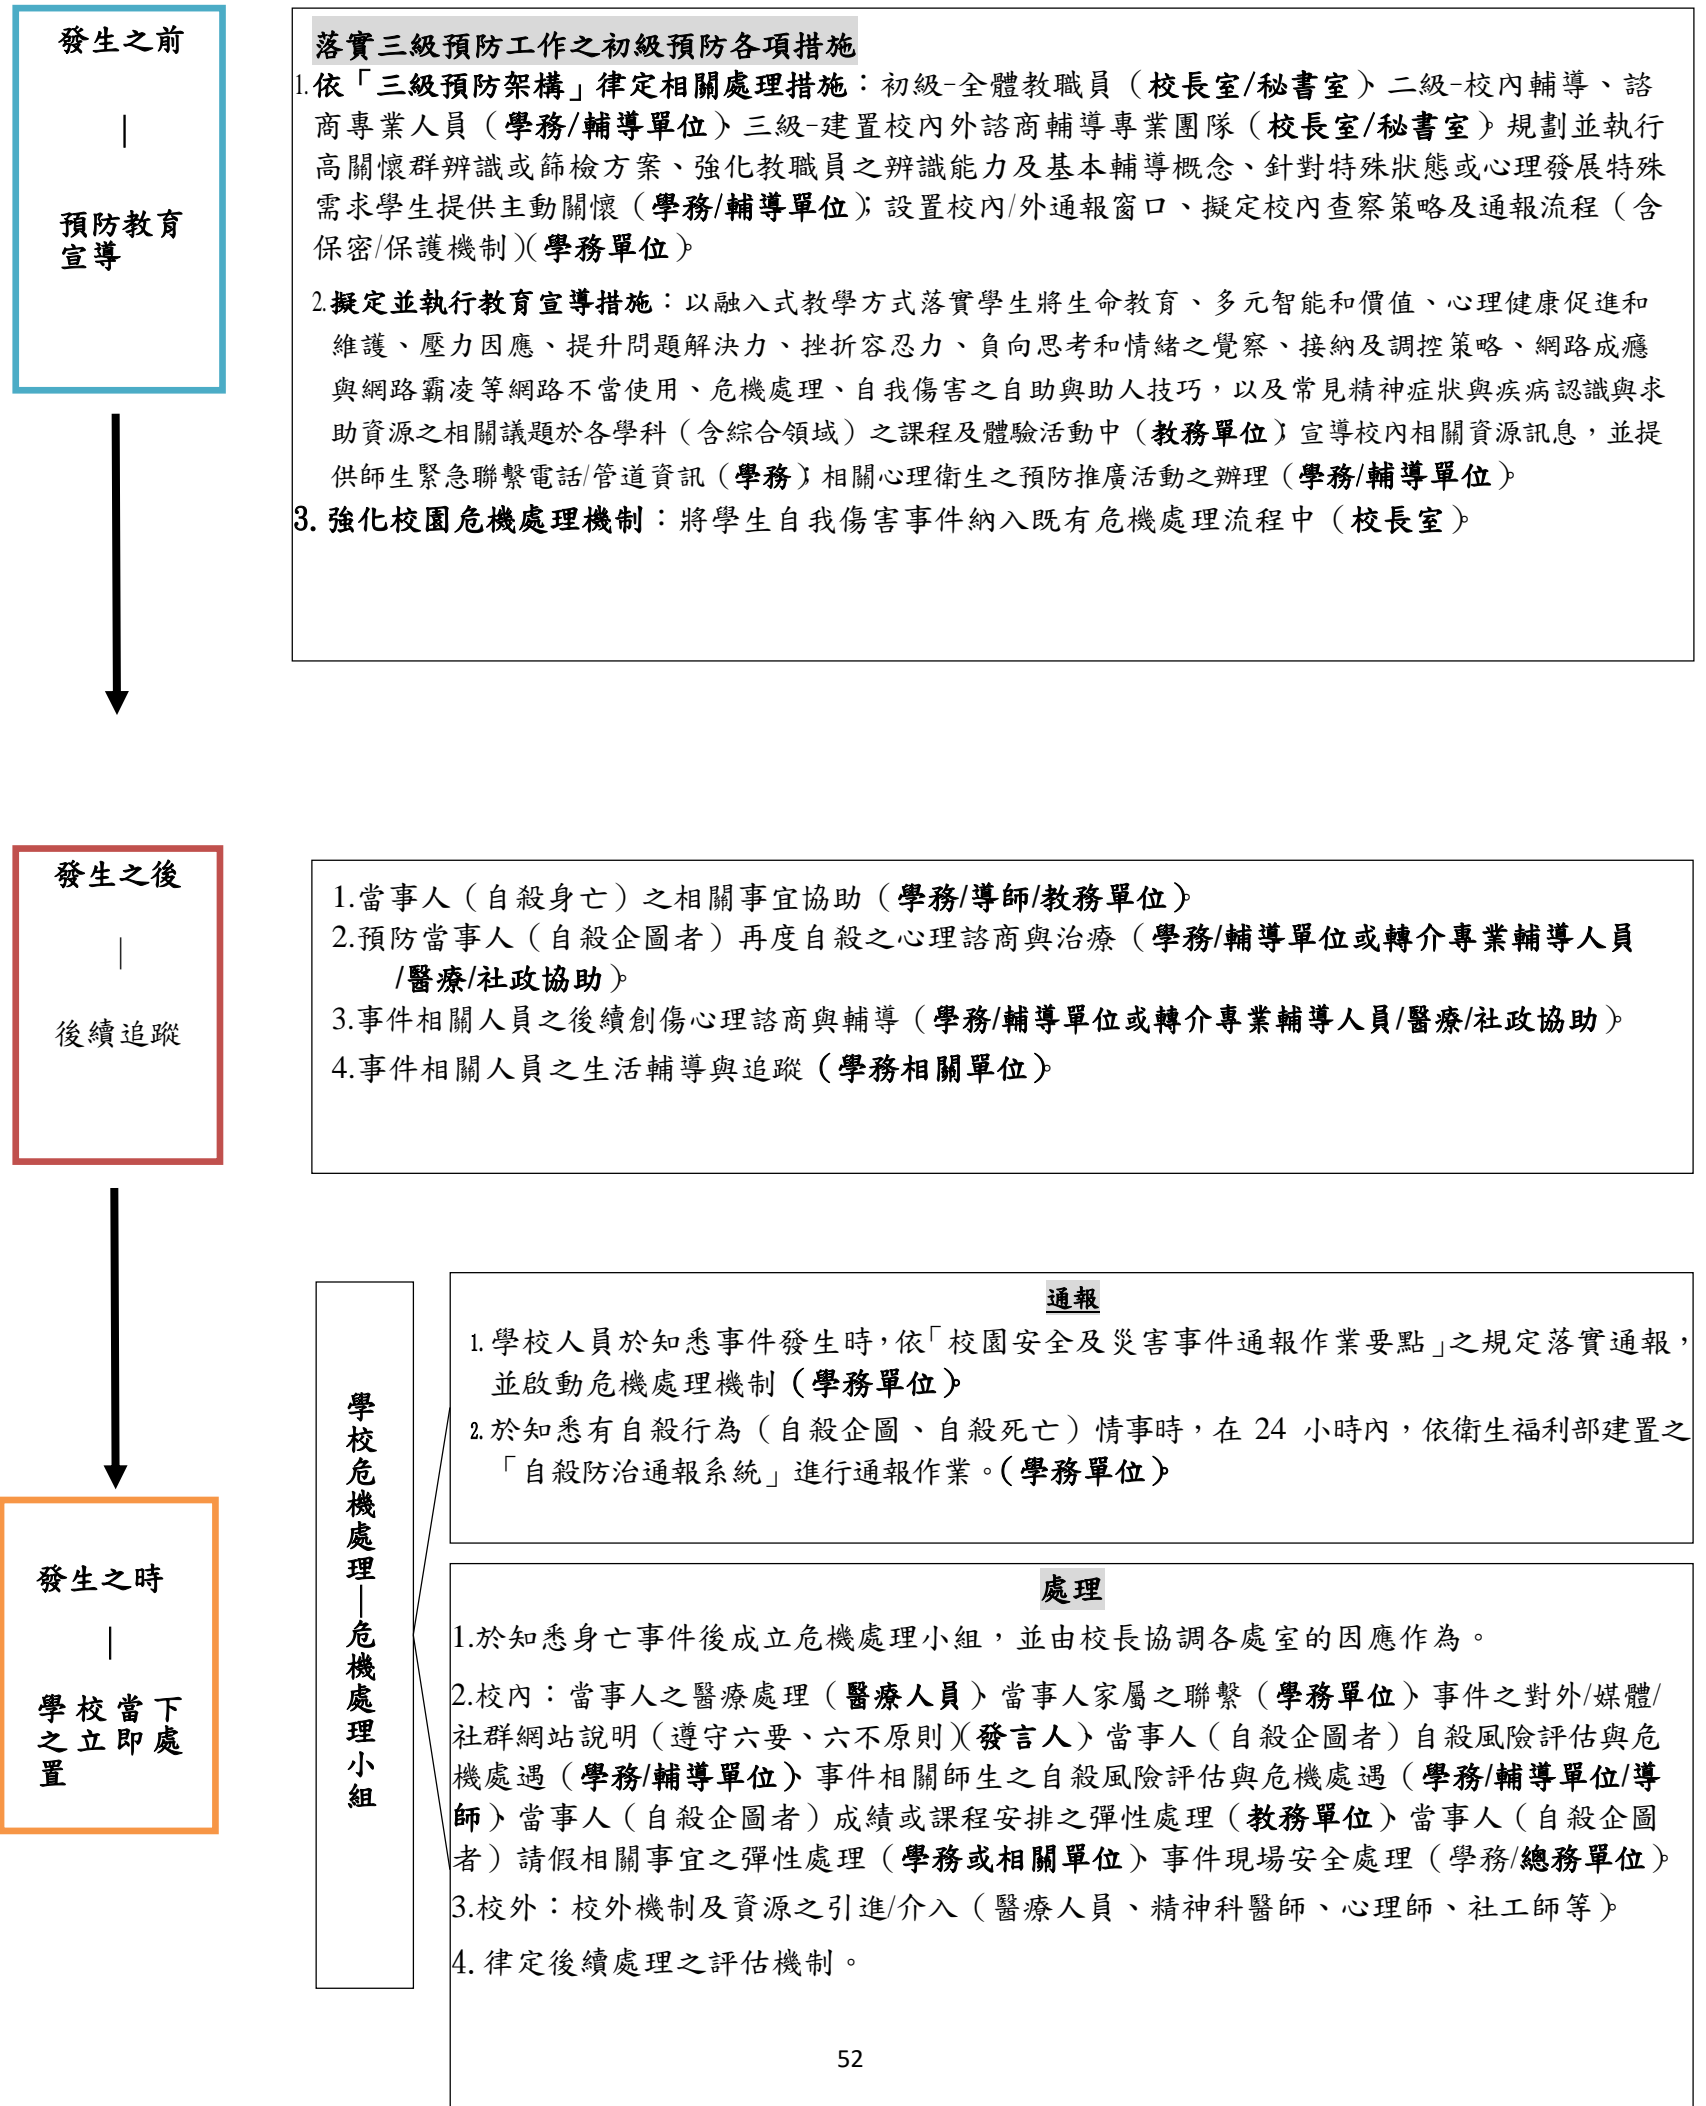 發生之前
｜
預防教育
宣導
落實三級預防工作之初級預防各項措施
1.依「三級預防架構」律定相關處理措施：初級-全體教職員（校長室/秘書室）、二級-校內輔導、諮
商專業人員（學務/輔導單位）、三級-建置校內外諮商輔導專業團隊（校長室/秘書室）。規劃並執行
高關懷群辨識或篩檢方案、強化教職員之辨識能力及基本輔導概念、針對特殊狀態或心理發展特殊
需求學生提供主動關懷（學務/輔導單位）；設置校內/外通報窗口、擬定校內查察策略及通報流程（含
保密/保護機制）（學務單位）。
2.擬定並執行教育宣導措施：以融入式教學方式落實學生將生命教育、多元智能和價值、心理健康促進和
維護、壓力因應、提升問題解決力、挫折容忍力、負向思考和情緒之覺察、接納及調控策略、網路成癮
與網路霸凌等網路不當使用、危機處理、自我傷害之自助與助人技巧，以及常見精神症狀與疾病認識與求
助資源之相關議題於各學科（含綜合領域）之課程及體驗活動中（教務單位）；宣導校內相關資源訊息，並提
供師生緊急聯繫電話/管道資訊（學務）；相關心理衛生之預防推廣活動之辦理（學務/輔導單位）。
3.強化校園危機處理機制：將學生自我傷害事件納入既有危機處理流程中（校長室）。
發生之後
｜
後續追蹤
1.當事人（自殺身亡）之相關事宜協助（學務/導師/教務單位）。
2.預防當事人（自殺企圖者）再度自殺之心理諮商與治療（學務/輔導單位或轉介專業輔導人員
/醫療/社政協助）。
3.事件相關人員之後續創傷心理諮商與輔導（學務/輔導單位或轉介專業輔導人員/醫療/社政協助）。
4.事件相關人員之生活輔導與追蹤（學務相關單位）。
發生之時
｜
學校當下
之立即處
置
學校危機處理｜危機處理小組
通報
1.學校人員於知悉事件發生時，依「校園安全及災害事件通報作業要點」之規定落實通報，
並啟動危機處理機制（學務單位）。
2.於知悉有自殺行為（自殺企圖、自殺死亡）情事時，在 24 小時內，依衛生福利部建置之
「自殺防治通報系統」進行通報作業。（學務單位）。
處理
1.於知悉身亡事件後成立危機處理小組，並由校長協調各處室的因應作為。
2.校內：當事人之醫療處理（醫療人員）、當事人家屬之聯繫（學務單位）、事件之對外/媒體/
社群網站說明（遵守六要、六不原則）（發言人）、當事人（自殺企圖者）自殺風險評估與危
機處遇（學務/輔導單位）、事件相關師生之自殺風險評估與危機處遇（學務/輔導單位/導
師）、當事人（自殺企圖者）成績或課程安排之彈性處理（教務單位）、當事人（自殺企圖
者）請假相關事宜之彈性處理（學務或相關單位）、事件現場安全處理（學務/總務單位）。
3.校外：校外機制及資源之引進/介入（醫療人員、精神科醫師、心理師、社工師等）。
4.律定後續處理之評估機制。
52